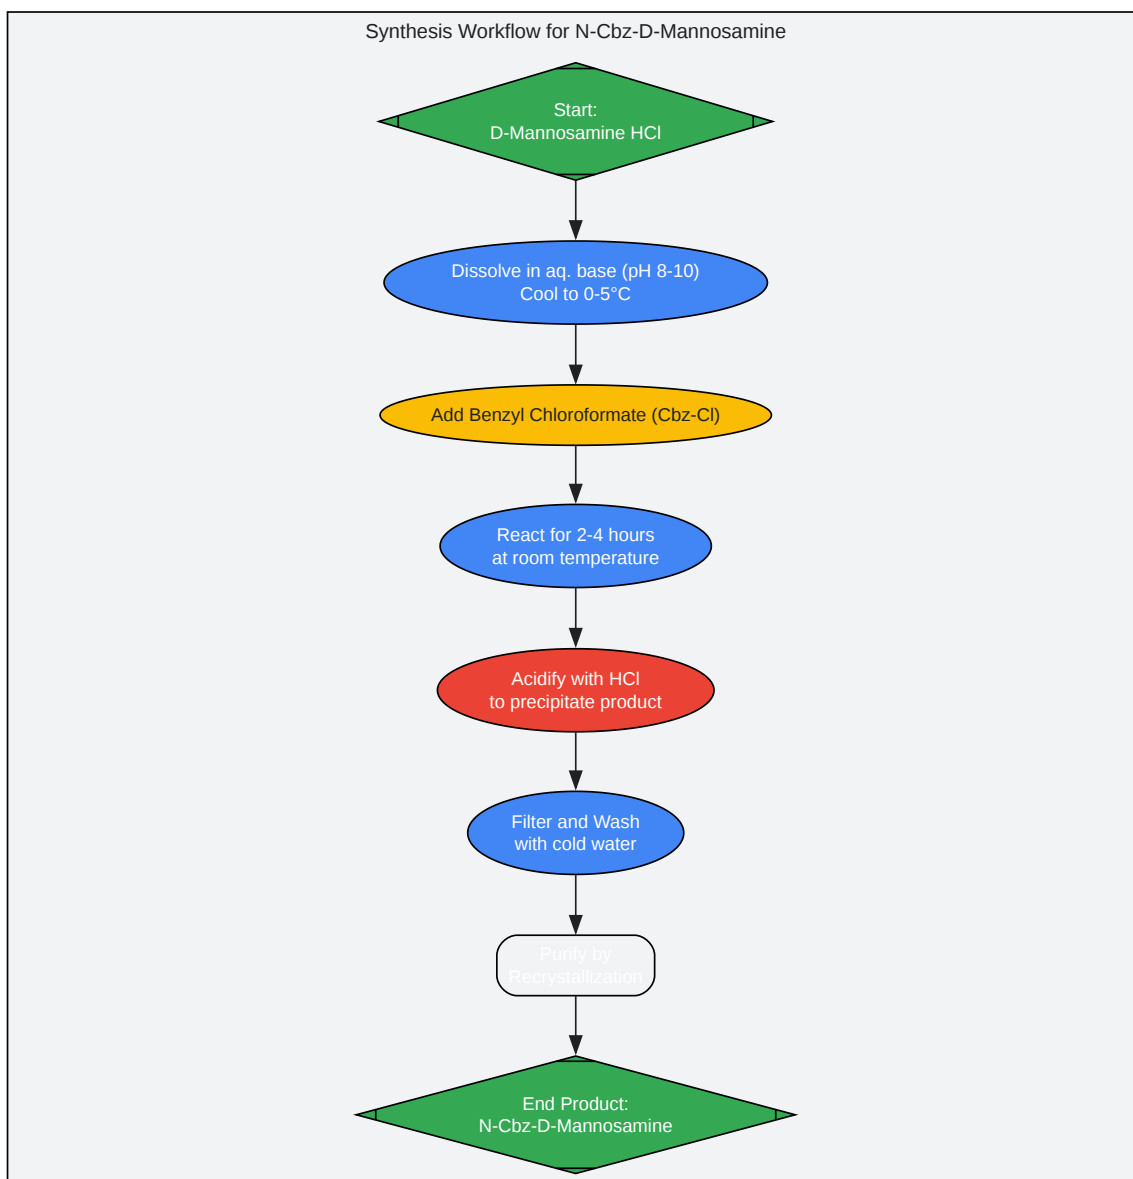 Synthesis Workflow for N-Cbz-D-Mannosamine
Start:
D-Mannosamine HCl
Dissolve in aq. base (pH 8-10)
Cool to 0-5°C
Add Benzyl Chloroformate (Cbz-Cl)
React for 2-4 hours
at room temperature
Acidify with HCl
to precipitate product
Filter and Wash
with cold water
Purify by
Recrystallization
End Product:
N-Cbz-D-Mannosamine